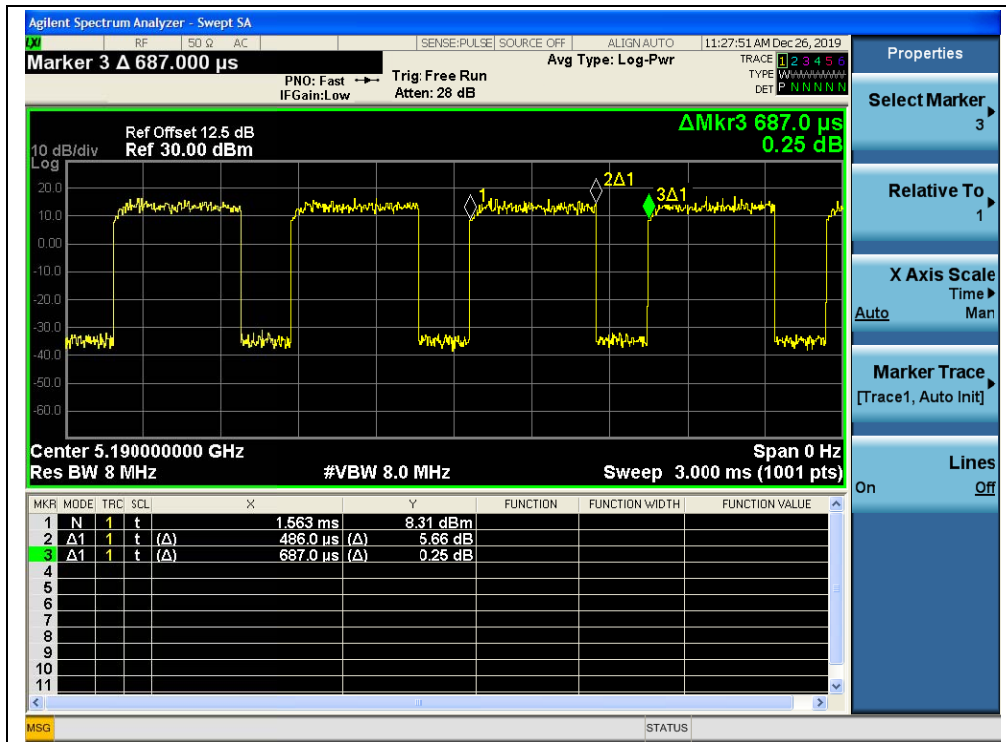 Agilent Spectrum Analyzer - Swept SA
LXI RF 50 Ω AC SENSE:PULSE SOURCE OFF ALIGN AUTO 11:27:51 AM Dec 26, 2019
Marker 3 Δ 687.000 µs
PNO: Fast
IFGain:Low
Trig: Free Run
Atten: 28 dB
Avg Type: Log-Pwr
TRACE 1 2 3 4 5 6
TYPE W
DET P N N N N N
Ref Offset 12.5 dB
Ref 30.00 dBm
10 dB/div
Log
ΔMkr3 687.0 µs
0.25 dB
20.0
10.0
0.00
-10.0
-20.0
-30.0
-40.0
-50.0
-60.0
1
2Δ1
3Δ1
Center 5.190000000 GHz
Span 0 Hz
Res BW 8 MHz
#VBW 8.0 MHz
Sweep 3.000 ms (1001 pts)
MKR MODE TRC SCL X Y FUNCTION FUNCTION WIDTH FUNCTION VALUE
1 N 1 t 1.563 ms 8.31 dBm
2 Δ1 1 t (Δ) 486.0 µs (Δ) 5.66 dB
3 Δ1 1 t (Δ) 687.0 µs (Δ) 0.25 dB
4
5
6
7
8
9
10
11
MSG
STATUS
Properties
Select Marker
3
Relative To
1
X Axis Scale
Time
Auto Man
Marker Trace
[Trace1, Auto Init]
Lines
On Off